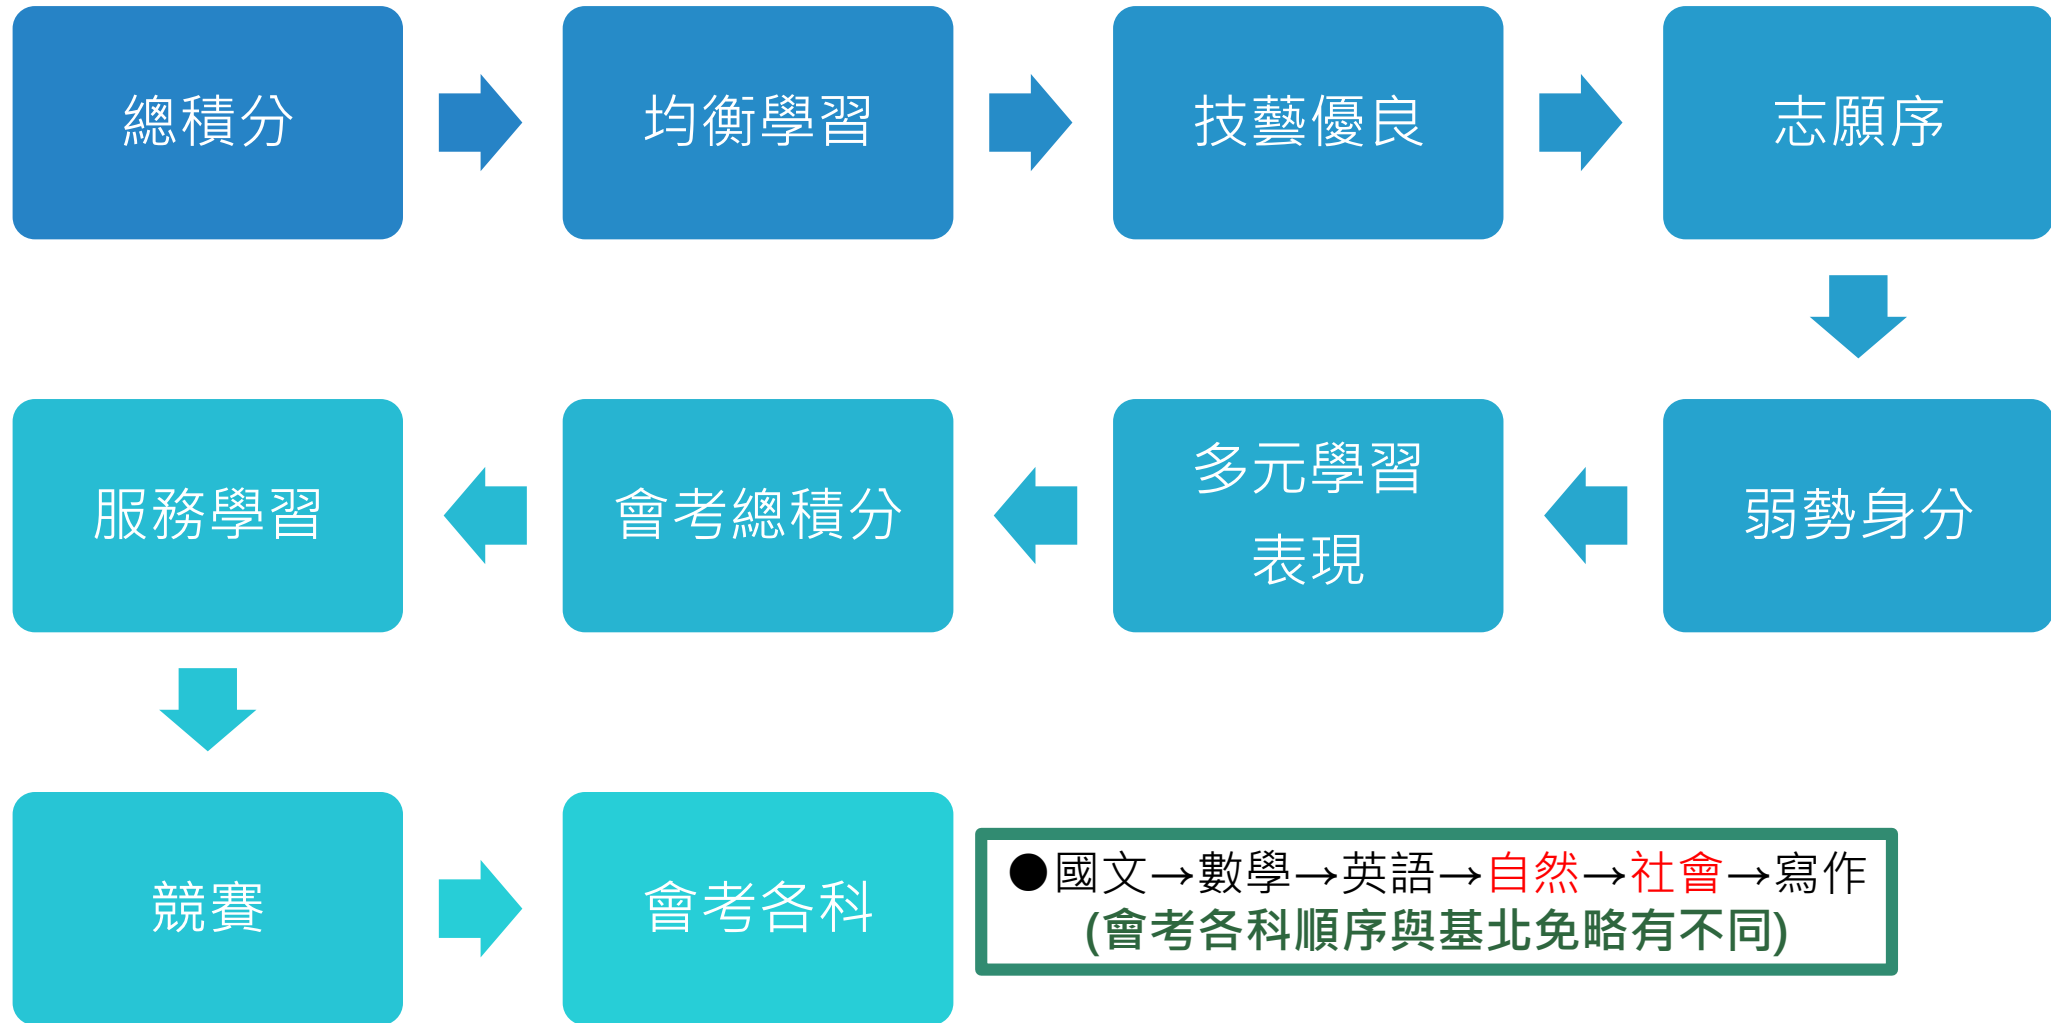 總積分
均衡學習
技藝優良
志願序
弱勢身分
多元學習
表現
會考總積分
服務學習
競賽
會考各科
●國文→數學→英語→自然→社會→寫作
(會考各科順序與基北免略有不同)